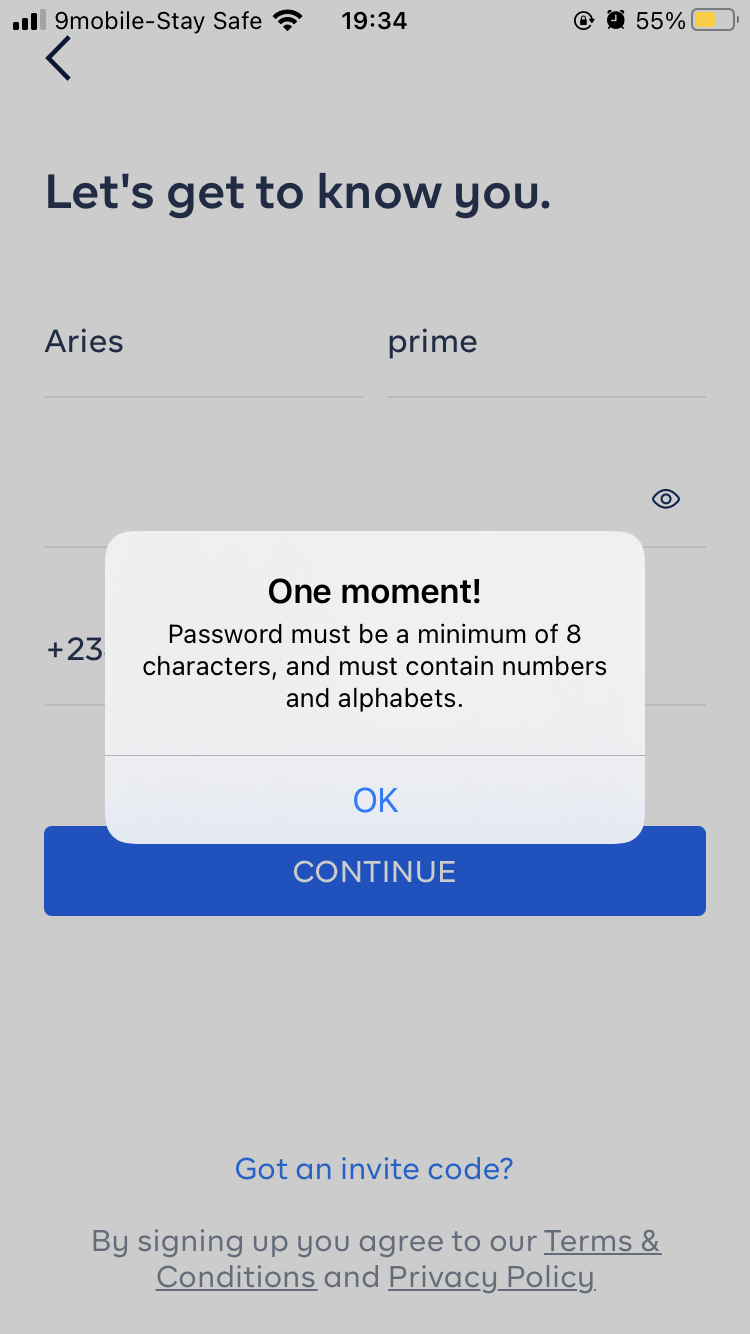 9mobile-Stay Safe 19:34 55%
Let's get to know you.
Aries prime
+23
One moment!
Password must be a minimum of 8
characters, and must contain numbers
and alphabets.
OK
CONTINUE
Got an invite code?
By signing up you agree to our Terms &
Conditions and Privacy Policy